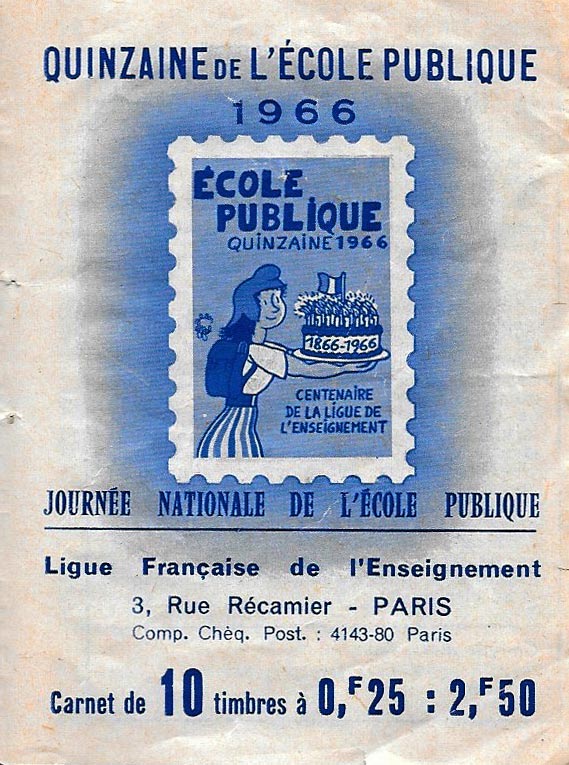 QUINZAINE DE L'ÉCOLE PUBLIQUE
1966
ÉCOLE
PUBLIQUE
QUINZAINE 1966
1866-1966
CENTENAIRE
DE LA LIGUE DE
L'ENSEIGNEMENT
JOURNÉE NATIONALE DE L'ÉCOLE PUBLIQUE
Ligue Française de l'Enseignement
3, Rue Récamier - PARIS
Comp. Chèq. Post. : 4143-80 Paris
Carnet de 10 timbres à 0,F25 : 2,F50